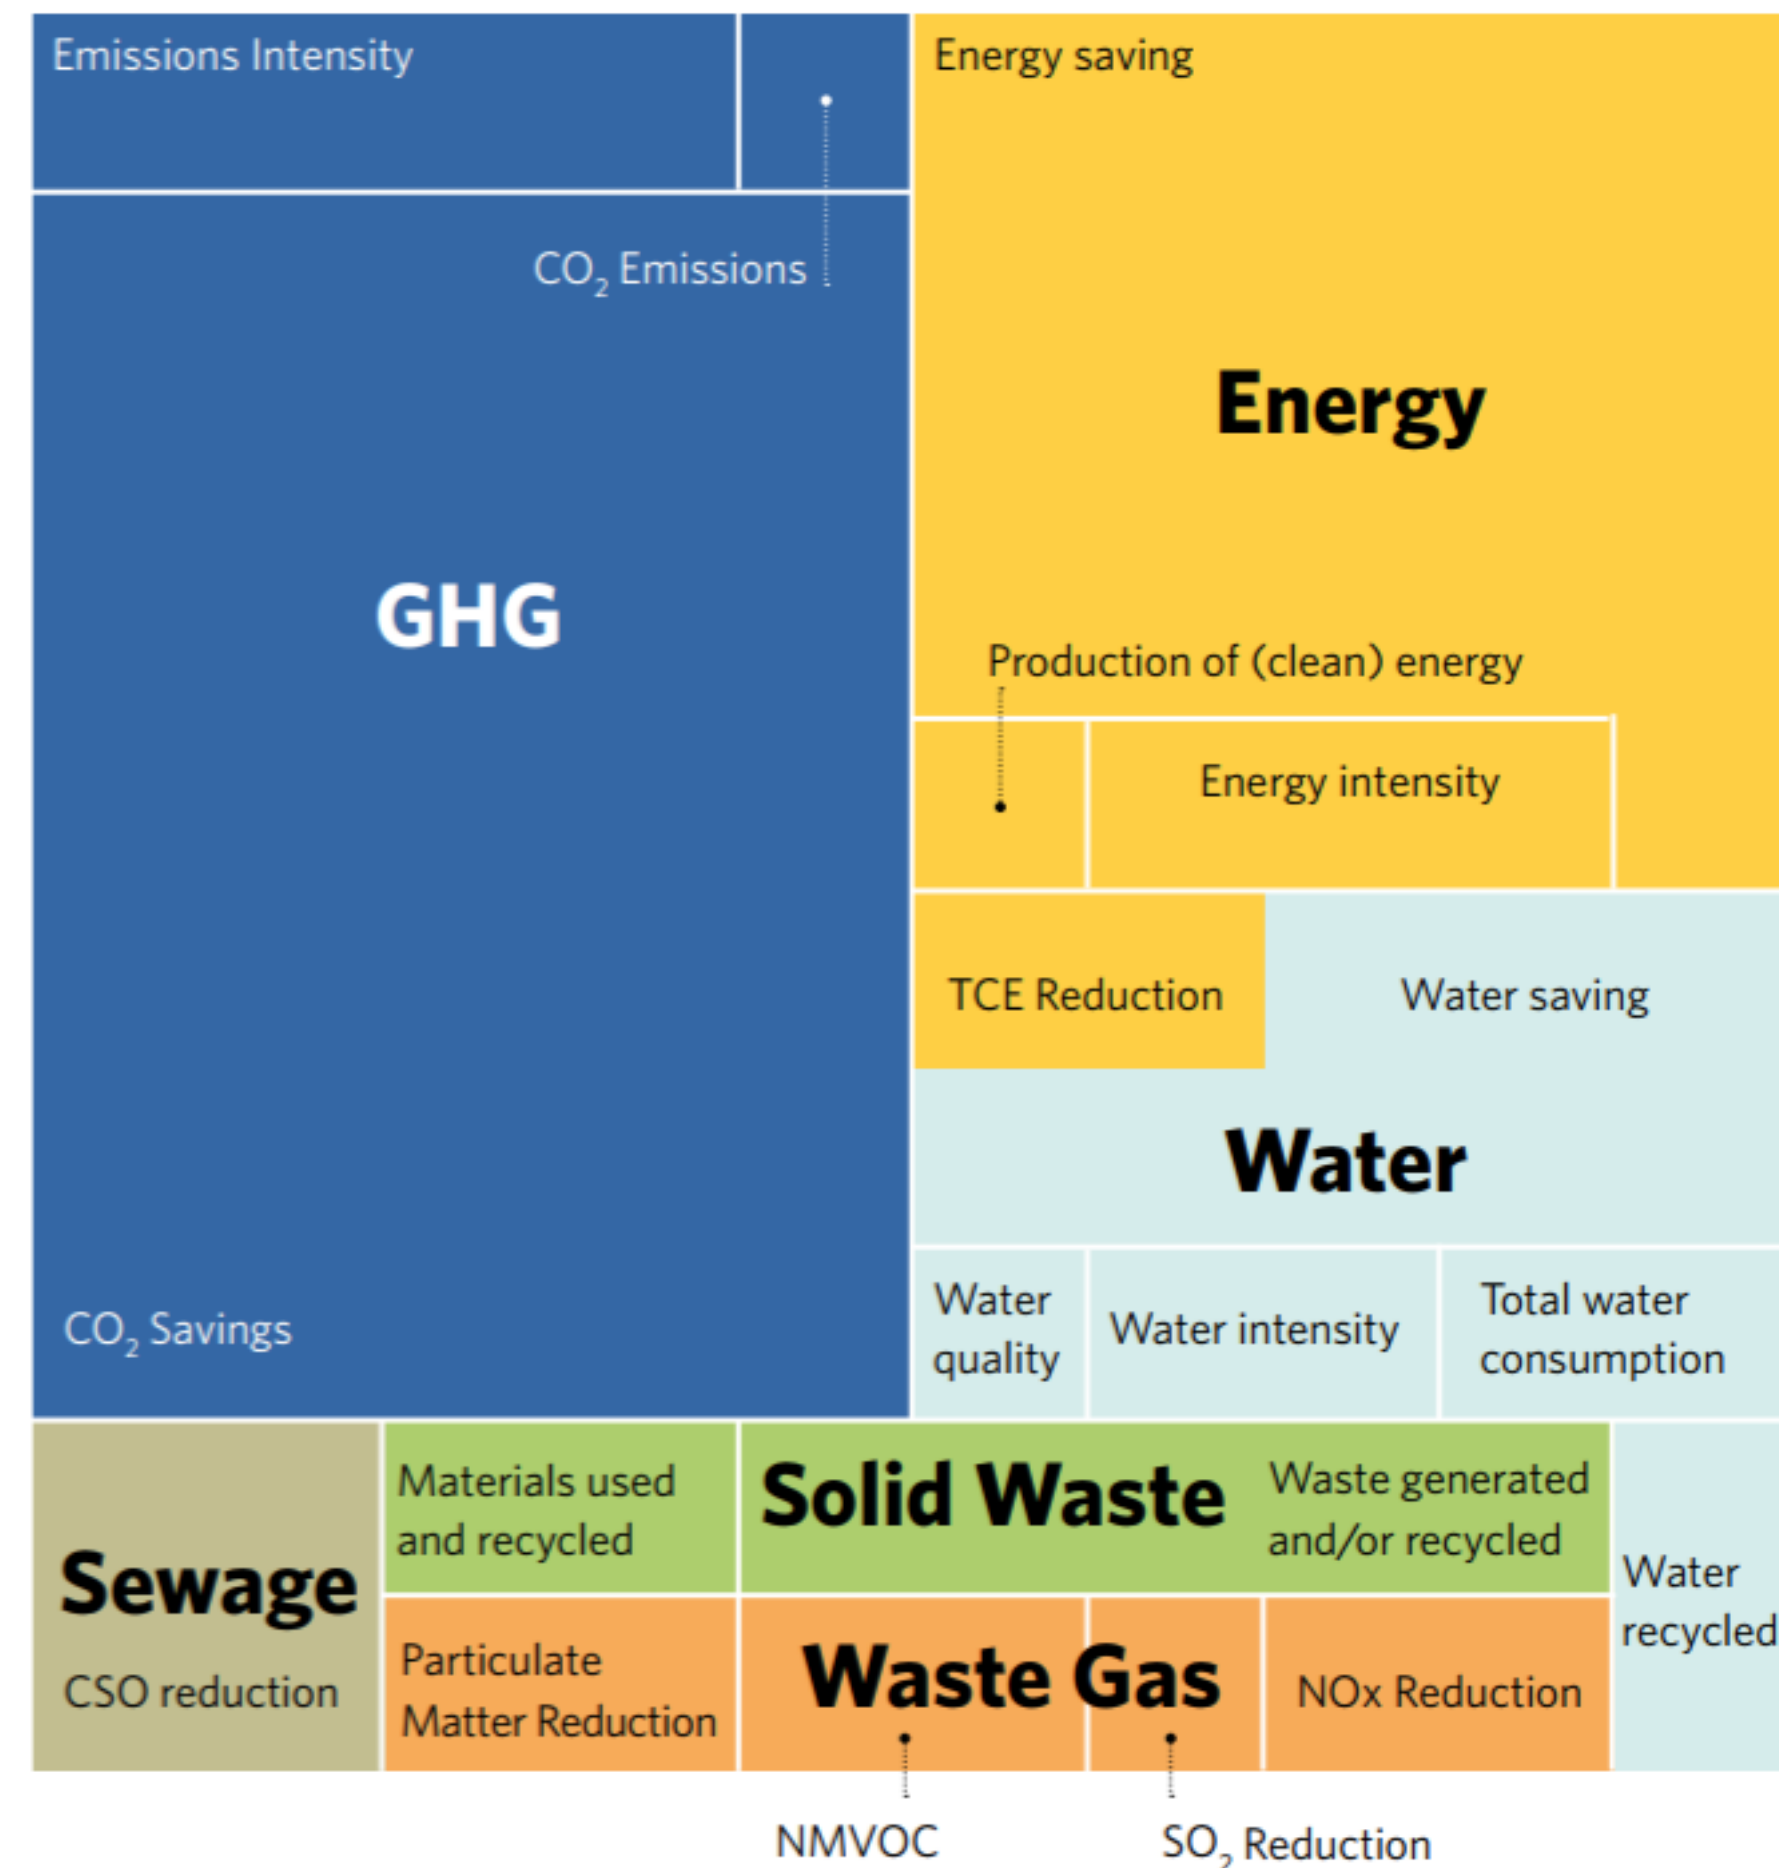 Emissions Intensity
CO₂ Emissions
GHG
CO₂ Savings
Energy saving
Energy
Production of (clean) energy
Energy intensity
TCE Reduction
Water saving
Water
Water
quality
Water intensity
Total water
consumption
Sewage
CSO reduction
Materials used
and recycled
Solid Waste
Waste generated
and/or recycled
Water
recycled
Particulate
Matter Reduction
Waste Gas
NOx Reduction
NMVOC
SO₂ Reduction